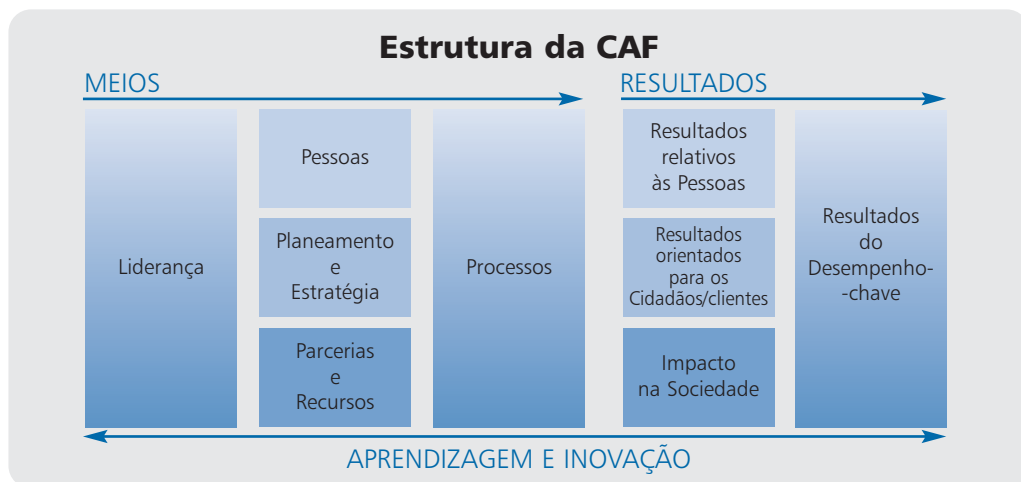 Estrutura da CAF
MEIOS
RESULTADOS
Liderança
Pessoas
Planeamento
e
Estratégia
Parcerias
e
Recursos
Processos
Resultados
relativos
às Pessoas
Resultados
orientados
para os
Cidadãos/clientes
Impacto
na Sociedade
Resultados
do
Desempenho-
-chave
APRENDIZAGEM E INOVAÇÃO